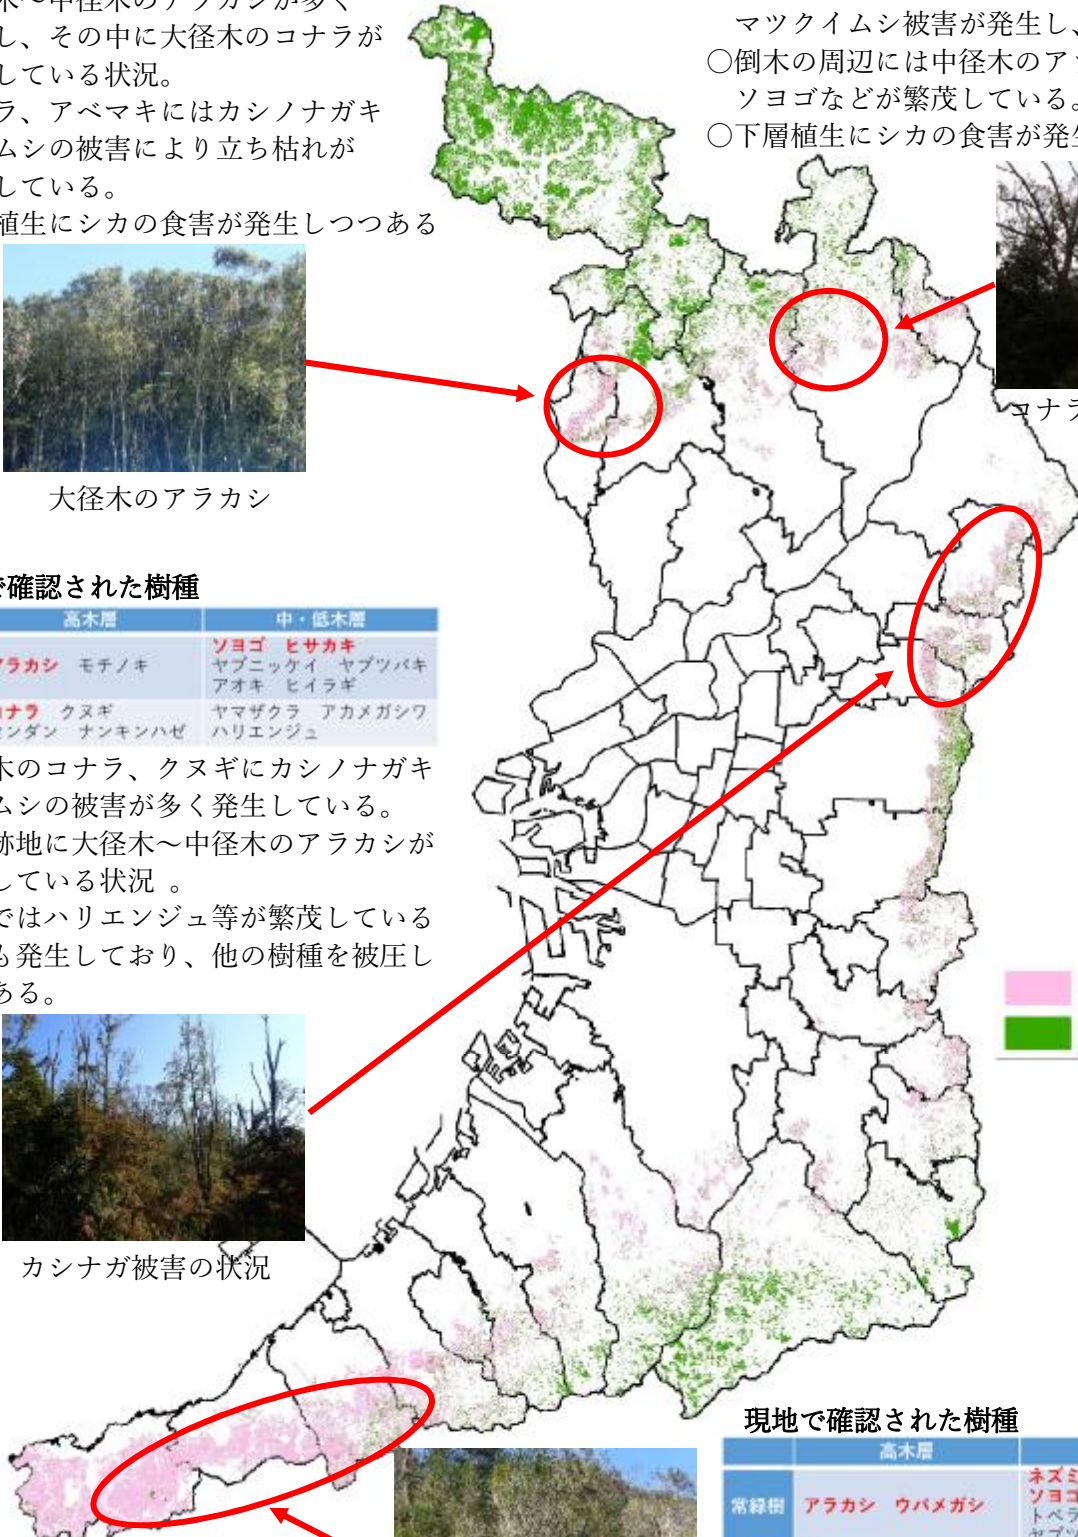 木～中径木のアラカシが多く
し、その中に大径木のコナラが
している状況。
ラ、アベマキにはカシノナガキ
ムシの被害により立ち枯れが
している。
植生にシカの食害が発生しつつある
大径木のアラカシ
マツクイムシ被害が発生し、
○倒木の周辺には中径木のアラ
ソヨゴなどが繁茂している。
○下層植生にシカの食害が発生
コナラ
で確認された樹種
高木層 中・低木層
アラカシ モチノキ
ソヨゴ ヒサカキ
ヤブニッケイ ヤブツバキ
アオキ ヒイラギ
コナラ クヌギ
センダン ナンキンハゼ
ヤマザクラ アカメガシワ
ハリエンジュ
木のコナラ、クヌギにカシノナガキ
ムシの被害が多く発生している。
跡地に大径木～中径木のアラカシが
している状況 。
ではハリエンジュ等が繁茂している
も発生しており、他の樹種を被圧し
ある。
カシナガ被害の状況
現地で確認された樹種
高木層
常緑樹 アラカシ ウバメガシ
ネズミ
ソヨゴ
トベラ